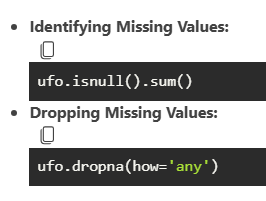 Identifying Missing Values:
ufo.isnull().sum()
Dropping Missing Values:
ufo.dropna(how='any')